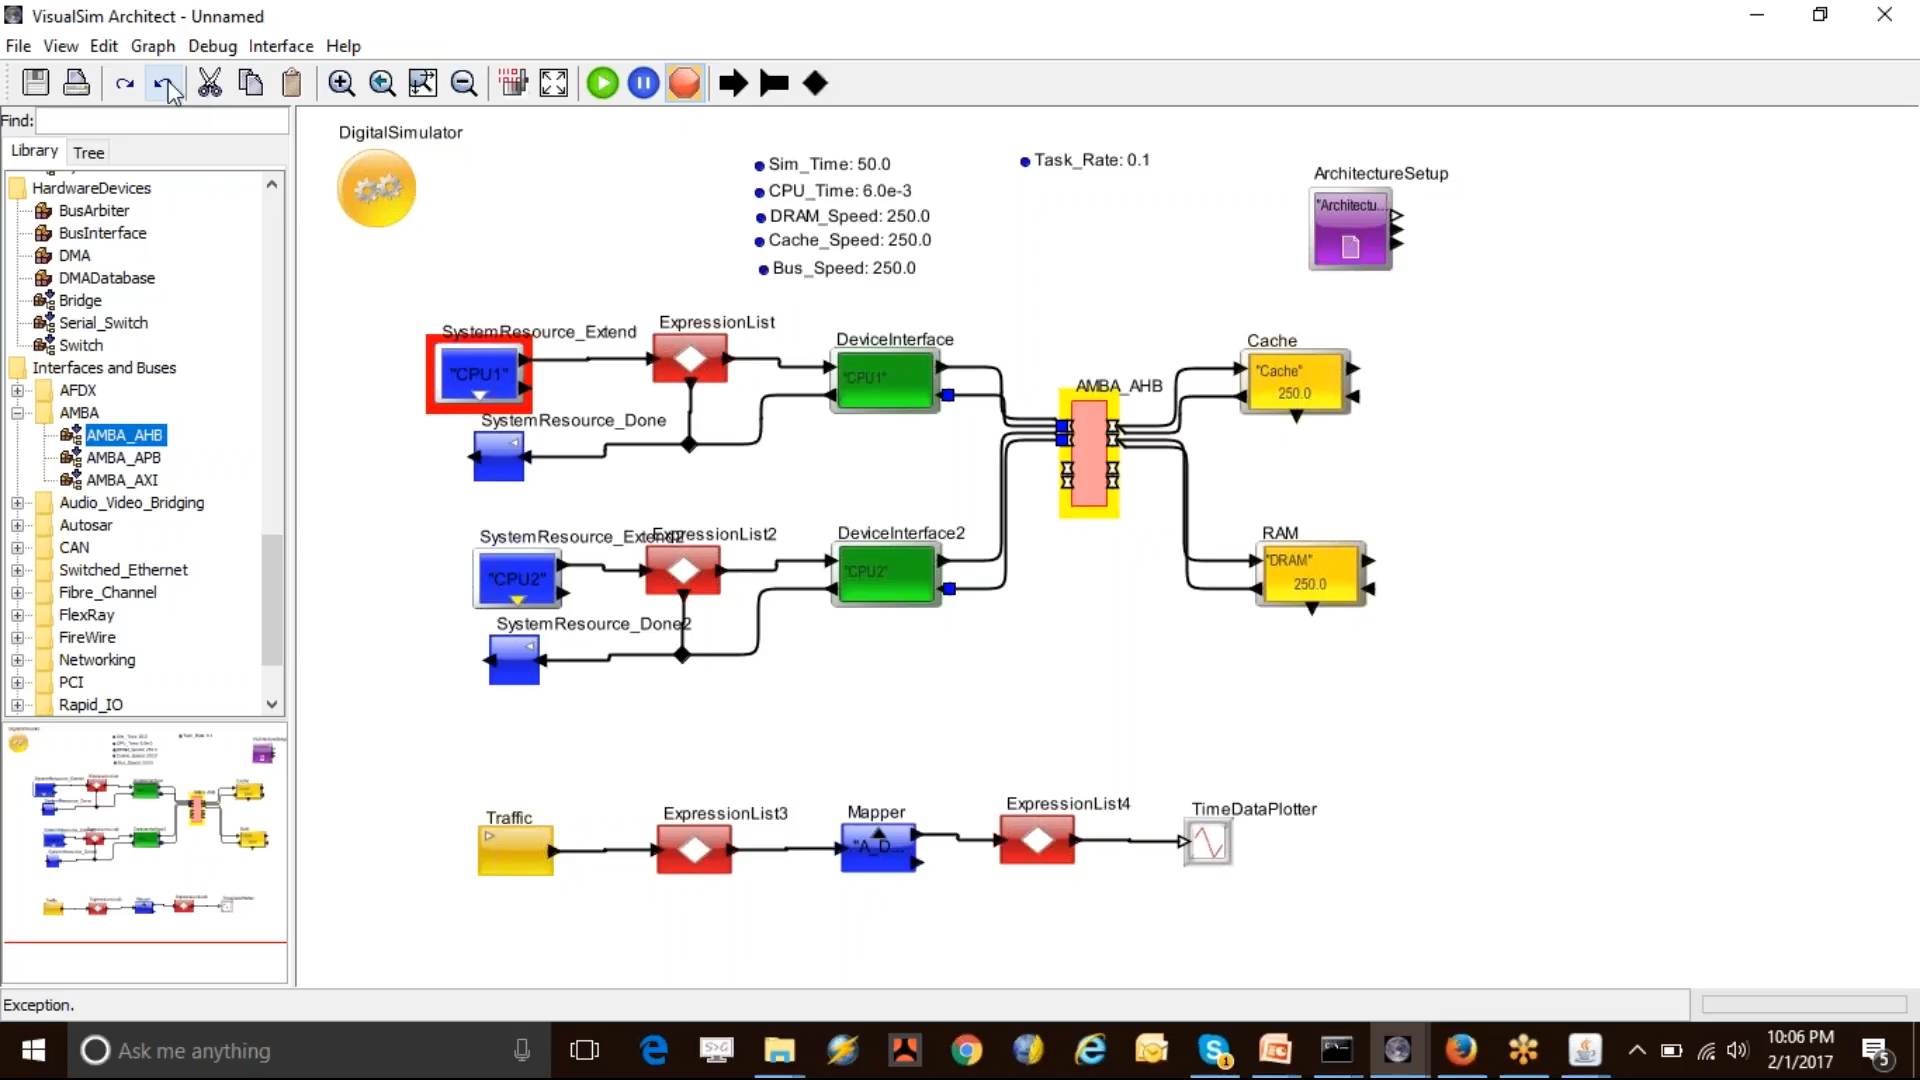 VisualSim Architect - Unnamed
File View Edit Graph Debug Interface Help
Find:
Library Tree
HardwareDevices
BusArbiter
BusInterface
DMA
DMADatabase
Bridge
Serial_Switch
Switch
Interfaces and Buses
AFDX
AMBA
AMBA_AHB
AMBA_APB
AMBA_AXI
Audio_Video_Bridging
Autosar
CAN
Switched_Ethernet
Fibre_Channel
FlexRay
FireWire
Networking
PCI
Rapid_IO
DigitalSimulator
Sim_Time: 50.0
CPU_Time: 6.0e-3
DRAM_Speed: 250.0
Cache_Speed: 250.0
Bus_Speed: 250.0
Task_Rate: 0.1
ArchitectureSetup
"Architectu...
SystemResource_Extend
"CPU1"
ExpressionList
DeviceInterface
"CPU1"
SystemResource_Done
AMBA_AHB
Cache
"Cache"
250.0
SystemResource_Extend2
"CPU2"
ExpressionList2
DeviceInterface2
"CPU2"
SystemResource_Done2
RAM
"DRAM"
250.0
Traffic
ExpressionList3
Mapper
"A_D...
ExpressionList4
TimeDataPlotter
Exception.
Ask me anything
10:06 PM
2/1/2017
5